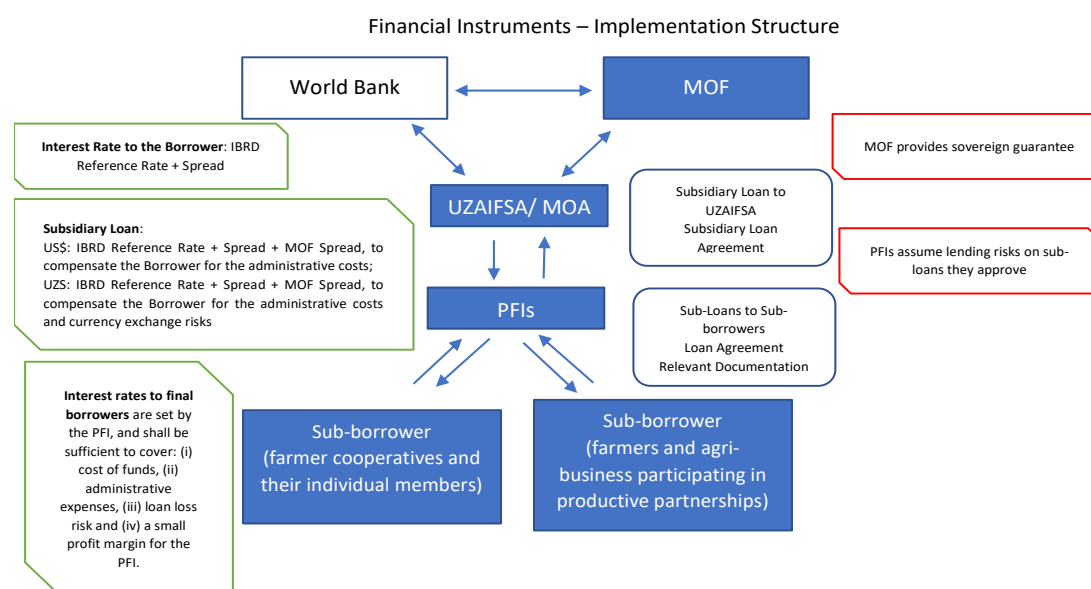 Financial Instruments – Implementation Structure
World Bank
MOF
Interest Rate to the Borrower: IBRD
Reference Rate + Spread
MOF provides sovereign guarantee
UZAIFSA/ MOA
Subsidiary Loan to
UZAIFSA
Subsidiary Loan
Agreement
Subsidiary Loan:
US$: IBRD Reference Rate + Spread + MOF Spread, to
compensate the Borrower for the administrative costs;
UZS: IBRD Reference Rate + Spread + MOF Spread, to
compensate the Borrower for the administrative costs
and currency exchange risks
PFIs assume lending risks on sub-
loans they approve
PFIs
Sub-Loans to Sub-
borrowers
Loan Agreement
Relevant Documentation
Interest rates to final
borrowers are set by
the PFI, and shall be
sufficient to cover: (i)
cost of funds, (ii)
administrative
expenses, (iii) loan loss
risk and (iv) a small
profit margin for the
PFI.
Sub-borrower
(farmer cooperatives and
their individual members)
Sub-borrower
(farmers and agri-
business participating in
productive partnerships)